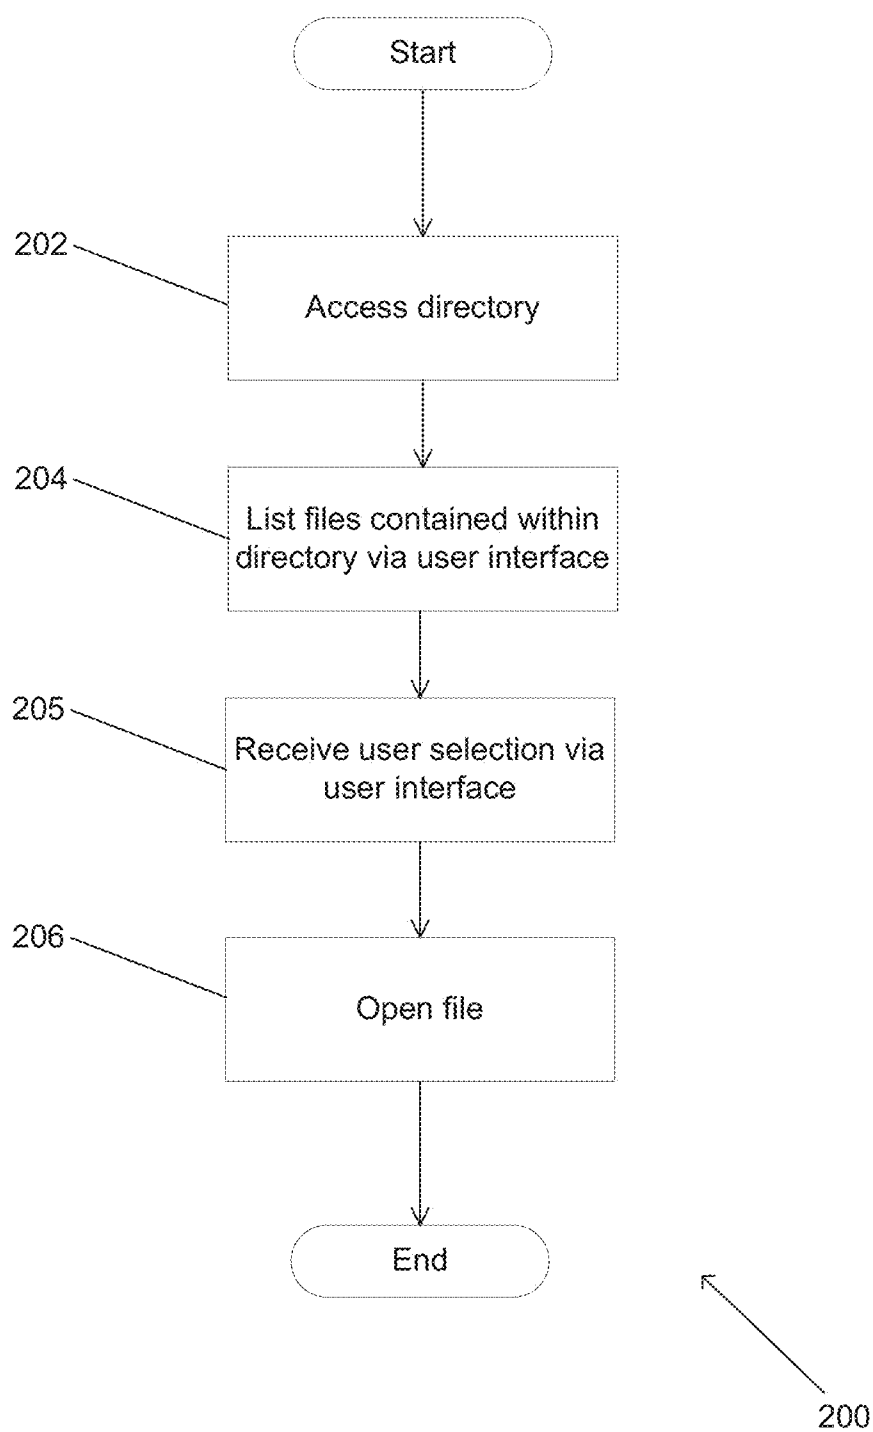 Start
202
Access directory
204
List files contained within
directory via user interface
205
Receive user selection via
user interface
206
Open file
End
200